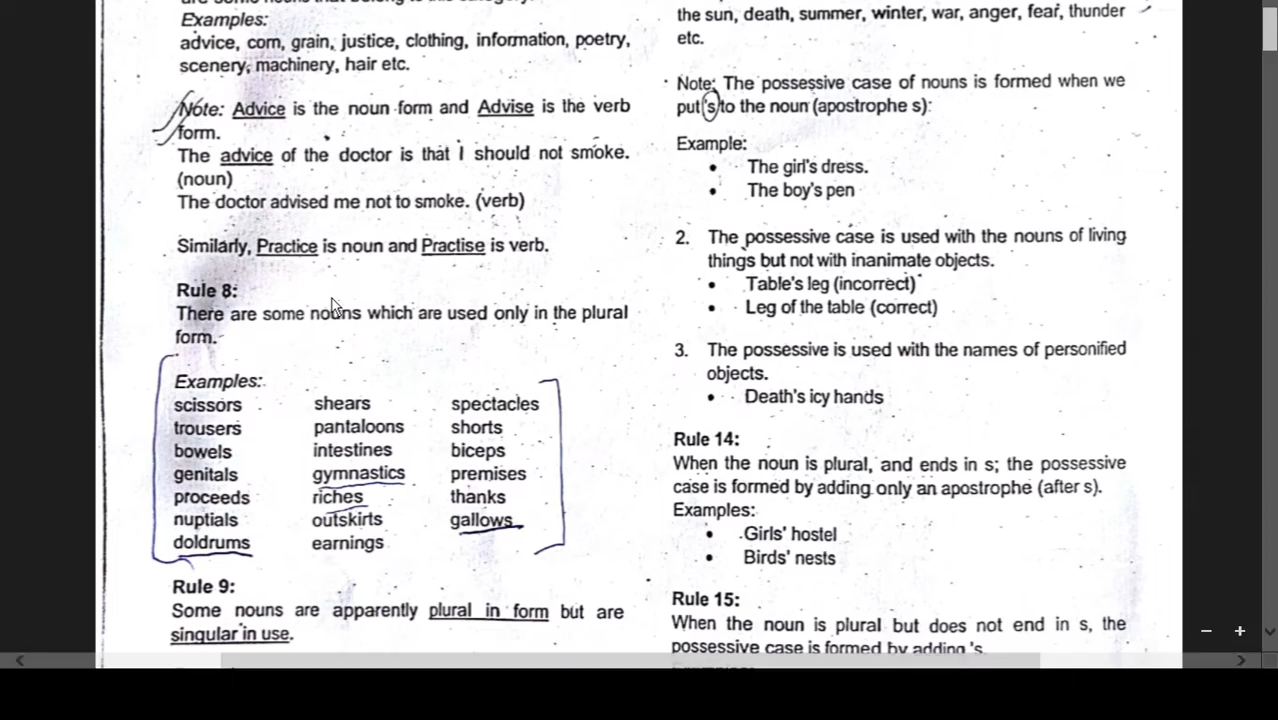 Examples:
advice, corn, grain, justice, clothing, information, poetry,
scenery, machinery, hair etc.
Note: Advice is the noun form and Advise is the verb
form.
The advice of the doctor is that I should not smoke.
(noun)
The doctor advised me not to smoke. (verb)
Similarly, Practice is noun and Practise is verb.
Rule 8:
There are some nouns which are used only in the plural
form.
Examples:
scissors shears spectacles
trousers pantaloons shorts
bowels intestines biceps
genitals gymnastics premises
proceeds riches thanks
nuptials outskirts gallows
doldrums earnings
Rule 9:
Some nouns are apparently plural in form but are
singular in use.
the sun, death, summer, winter, war, anger, fear, thunder
etc.
Note: The possessive case of nouns is formed when we
put 's to the noun (apostrophe s):
Example:
• The girl's dress.
• The boy's pen
2. The possessive case is used with the nouns of living
things but not with inanimate objects.
• Table's leg (incorrect)
• Leg of the table (correct)
3. The possessive is used with the names of personified
objects.
• Death's icy hands
Rule 14:
When the noun is plural, and ends in s; the possessive
case is formed by adding only an apostrophe (after s).
Examples:
• Girls' hostel
• Birds' nests
Rule 15:
When the noun is plural but does not end in s, the
possessive case is formed by adding 's.